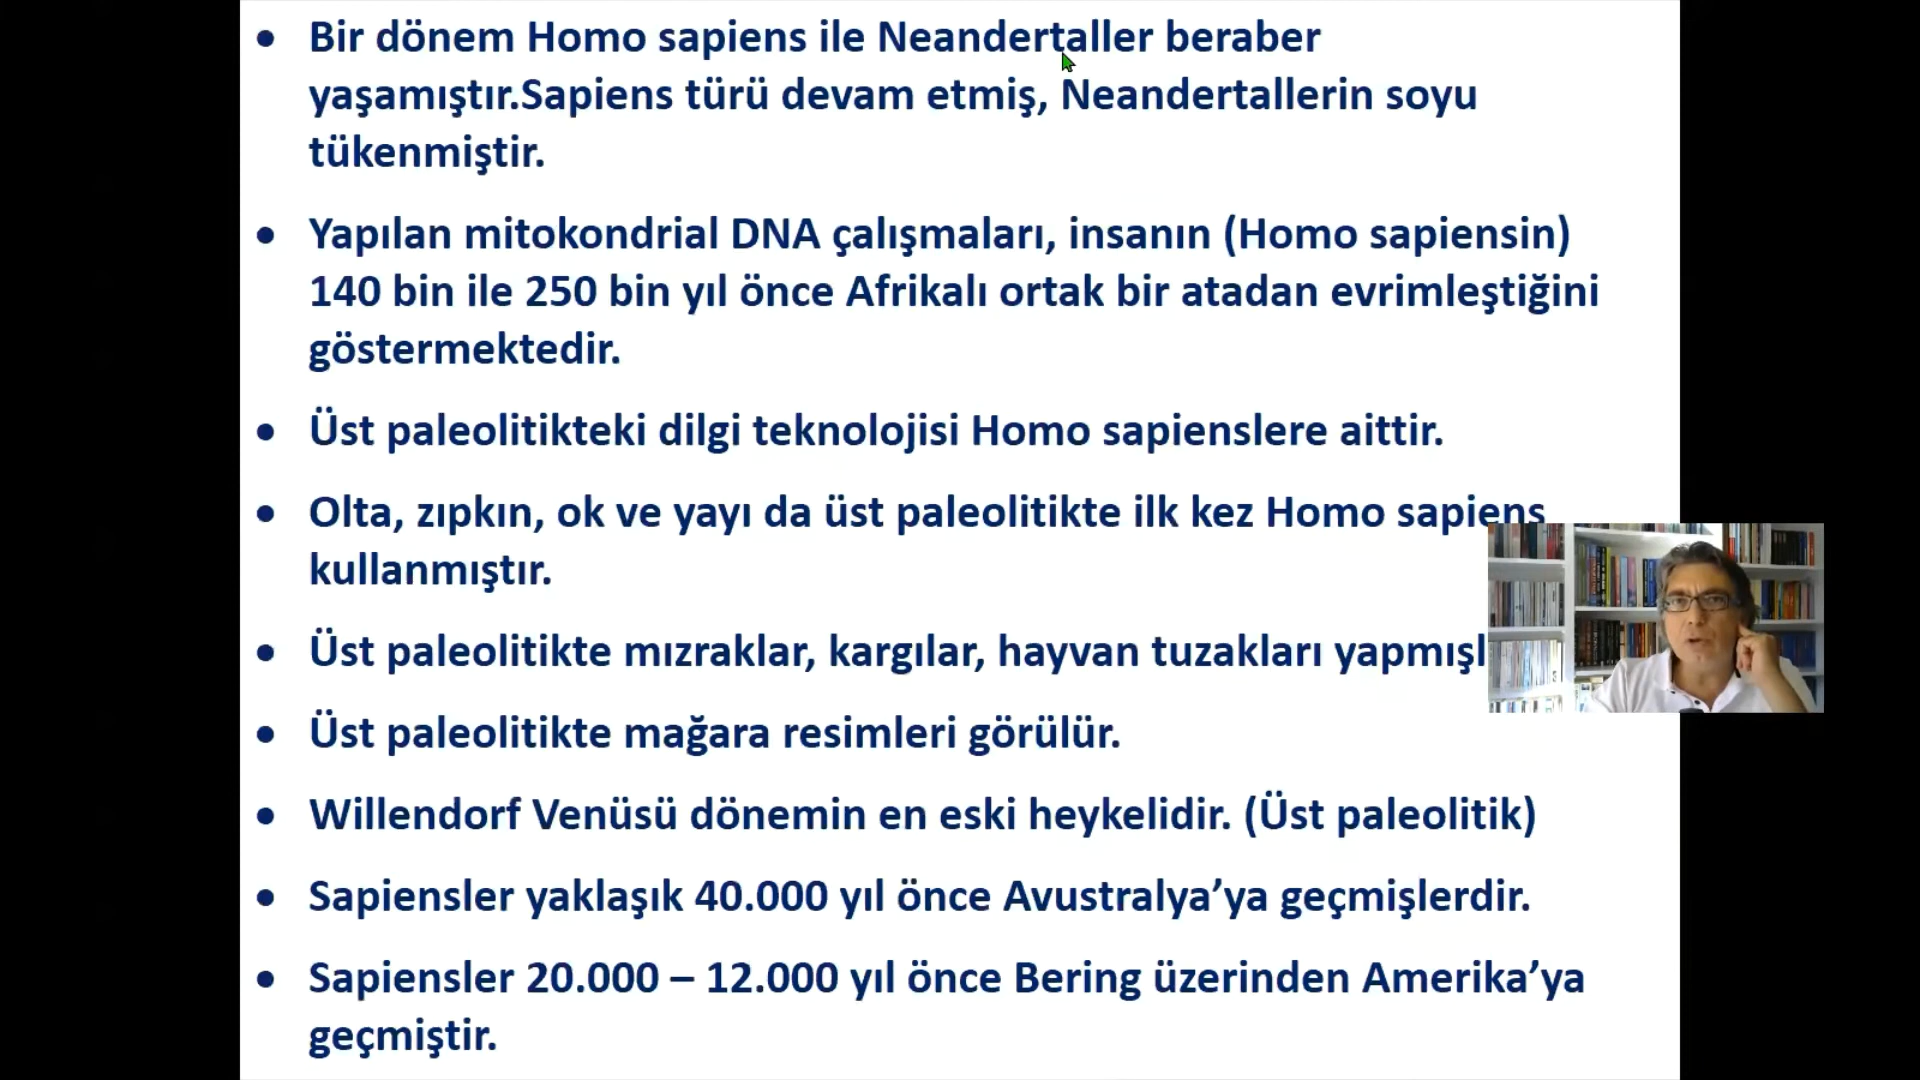 • Bir dönem Homo sapiens ile Neandertaller beraber
yaşamıştır.Sapiens türü devam etmiş, Neandertallerin soyu
tükenmiştir.
• Yapılan mitokondrial DNA çalışmaları, insanın (Homo sapiensin)
140 bin ile 250 bin yıl önce Afrikalı ortak bir atadan evrimleştiğini
göstermektedir.
• Üst paleolitikteki dilgi teknolojisi Homo sapienslere aittir.
• Olta, zıpkın, ok ve yayı da üst paleolitikte ilk kez Homo sapiens
kullanmıştır.
• Üst paleolitikte mızraklar, kargılar, hayvan tuzakları yapmışl
• Üst paleolitikte mağara resimleri görülür.
• Willendorf Venüsü dönemin en eski heykelidir. (Üst paleolitik)
• Sapiensler yaklaşık 40.000 yıl önce Avustralya’ya geçmişlerdir.
• Sapiensler 20.000 – 12.000 yıl önce Bering üzerinden Amerika’ya
geçmiştir.